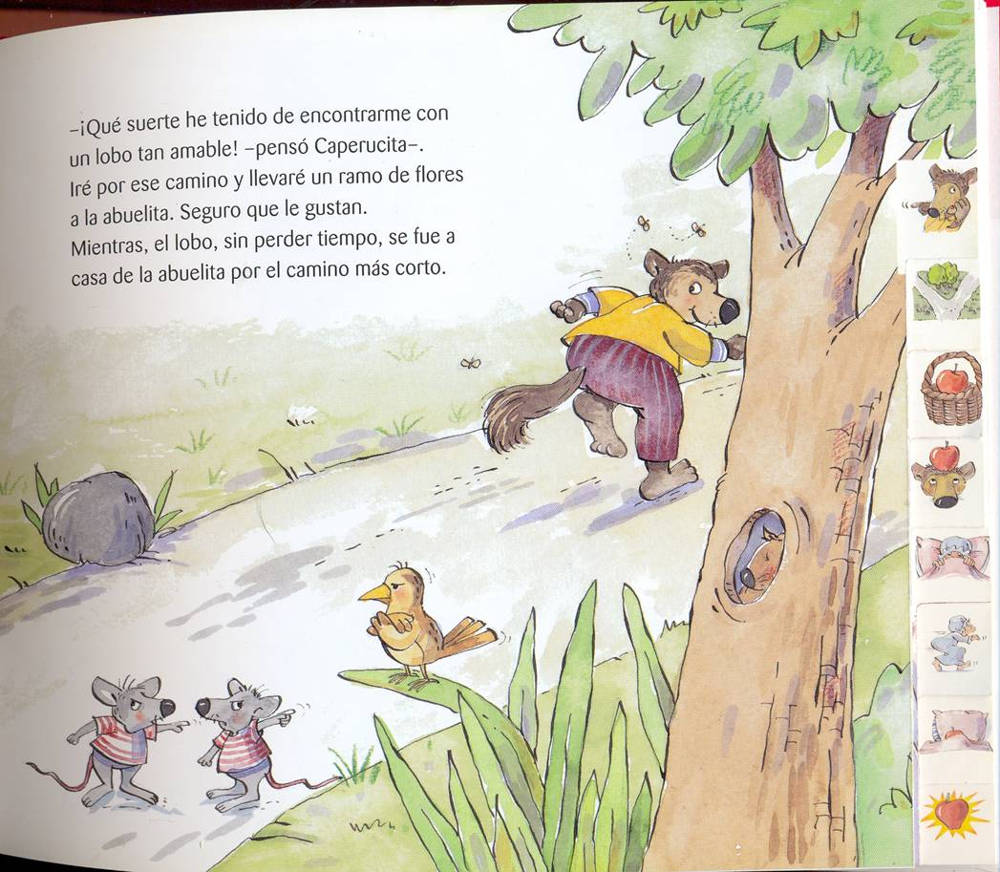 –¡Qué suerte he tenido de encontrarme con
un lobo tan amable! –pensó Caperucita–.
Iré por ese camino y llevaré un ramo de flores
a la abuelita. Seguro que le gustan.
Mientras, el lobo, sin perder tiempo, se fue a
casa de la abuelita por el camino más corto.